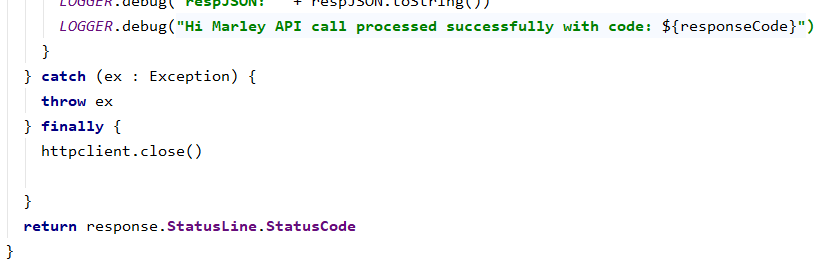 LOGGER.debug("respJSON: " + respJSON.toString())
LOGGER.debug("Hi Marley API call processed successfully with code: ${responseCode}")
}
} catch (ex : Exception) {
throw ex
} finally {
httpclient.close()
}
return response.StatusLine.StatusCode
}